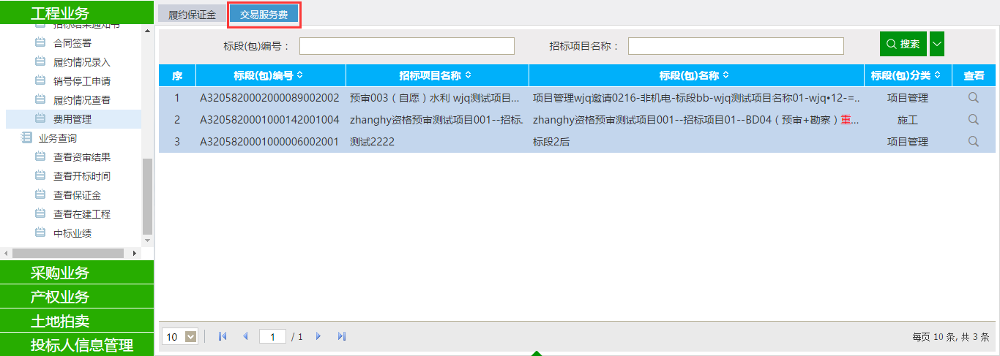 工程业务
招标结果通知书
合同签署
履约情况录入
销号停工申请
履约情况查看
费用管理
业务查询
查看资审结果
查看开标时间
查看保证金
查看在建工程
中标业绩
采购业务
产权业务
土地拍卖
投标人信息管理
履约保证金 交易服务费
标段(包)编号： 招标项目名称： 搜索
序 标段(包)编号 招标项目名称 标段(包)名称 标段(包)分类 查看
1 A3205820002000089002002 预审003（自愿）水利 wjq测试项目... 项目管理wjq邀请0216-非机电-标段bb-wjq测试项目名称01-wjq•12-=.. 项目管理
2 A3205820001000142001004 zhanghy资格预审测试项目001--招标. zhanghy资格预审测试项目001--招标项目01--BD04（预审+勘察）重... 施工
3 A3205820001000006002001 测试2222 标段2后 项目管理
10 1 / 1 每页 10 条, 共 3 条